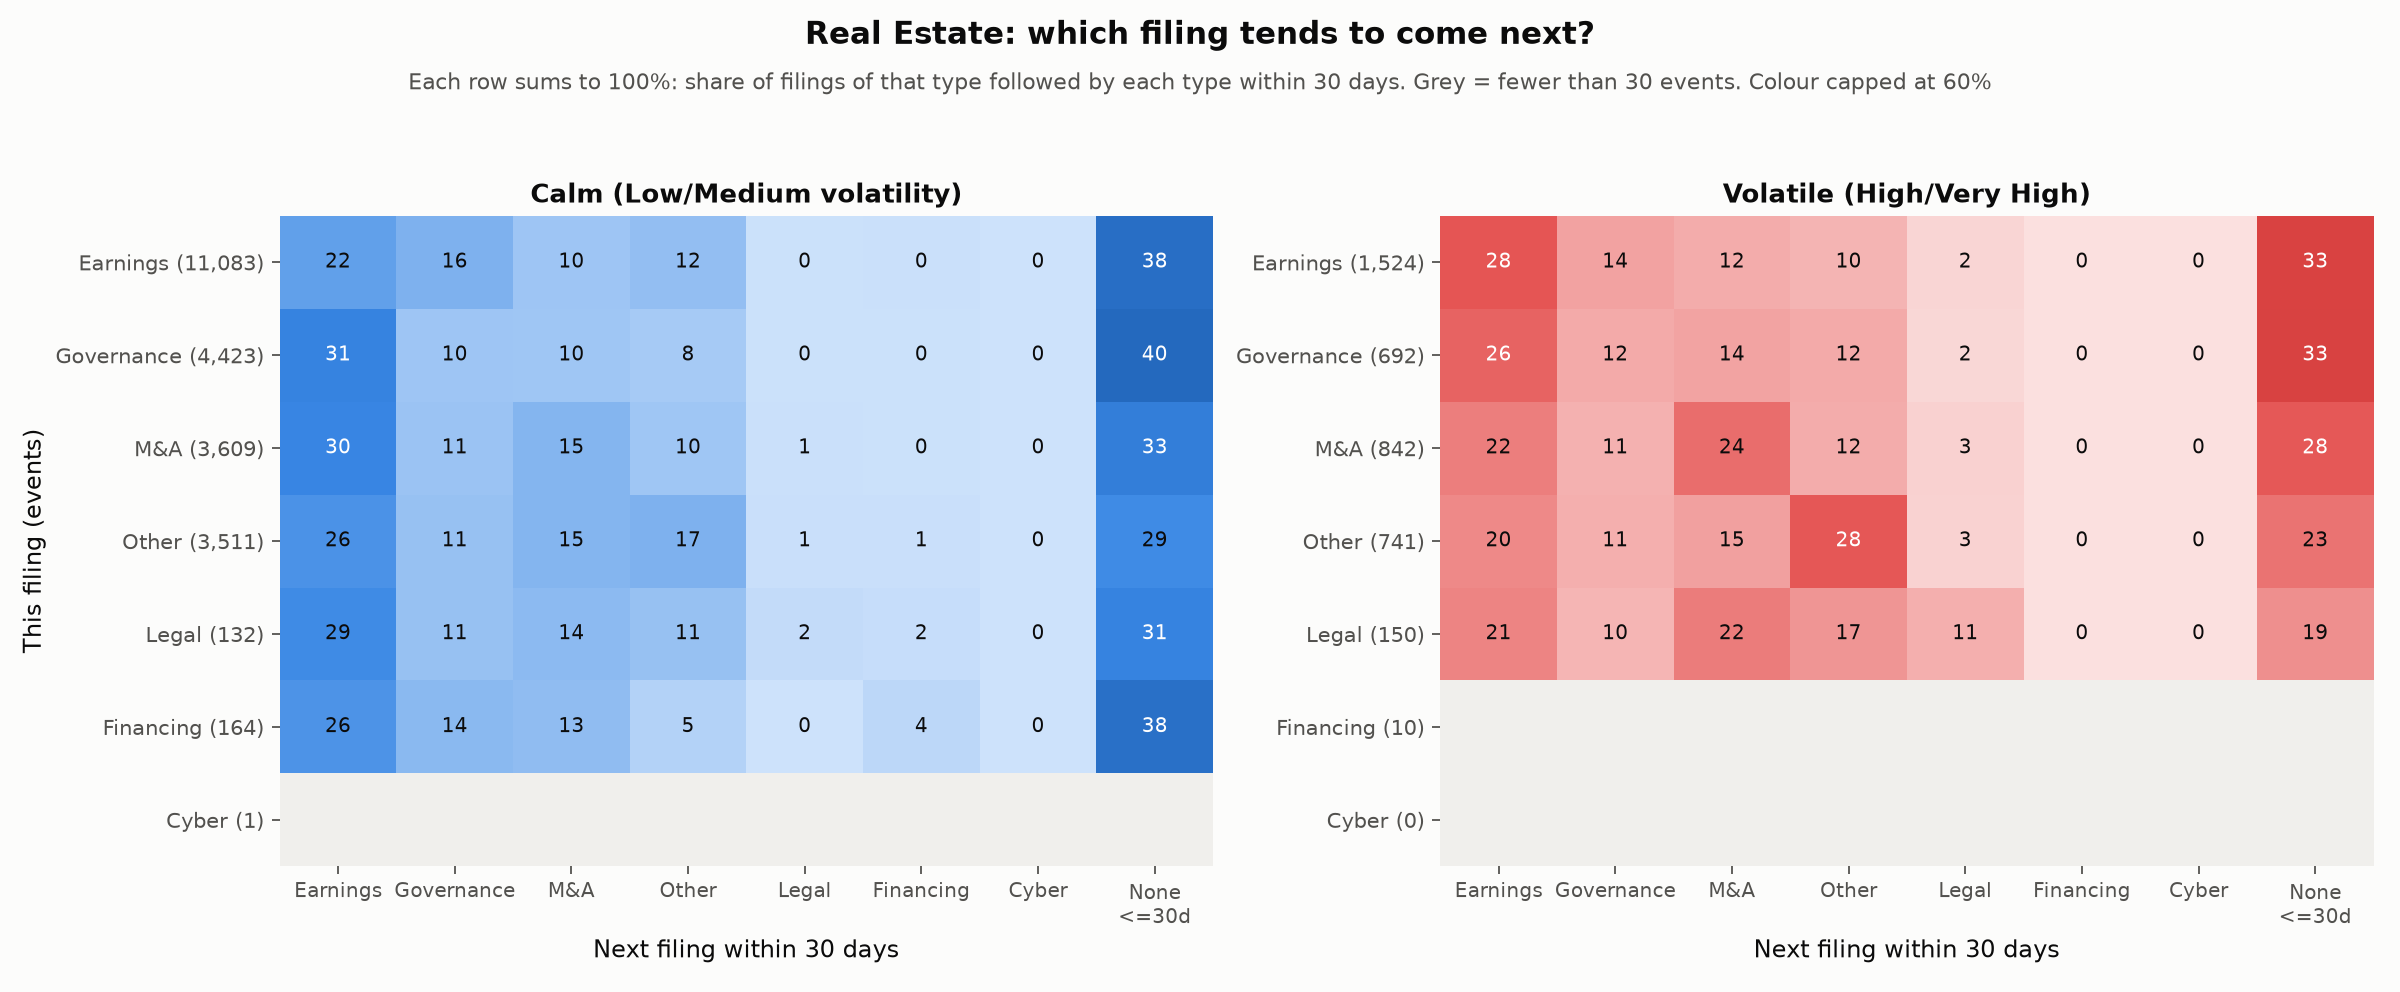 Real Estate: which filing tends to come next?
Each row sums to 100%: share of filings of that type followed by each type within 30 days. Grey = fewer than 30 events. Colour capped at 60%
Calm (Low/Medium volatility)
This filing (events)
Earnings (11,083) 22 16 10 12 0 0 0 38
Governance (4,423) 31 10 10 8 0 0 0 40
M&A (3,609) 30 11 15 10 1 0 0 33
Other (3,511) 26 11 15 17 1 1 0 29
Legal (132) 29 11 14 11 2 2 0 31
Financing (164) 26 14 13 5 0 4 0 38
Cyber (1)
Earnings Governance M&A Other Legal Financing Cyber None
<=30d
Next filing within 30 days
Volatile (High/Very High)
Earnings (1,524) 28 14 12 10 2 0 0 33
Governance (692) 26 12 14 12 2 0 0 33
M&A (842) 22 11 24 12 3 0 0 28
Other (741) 20 11 15 28 3 0 0 23
Legal (150) 21 10 22 17 11 0 0 19
Financing (10)
Cyber (0)
Earnings Governance M&A Other Legal Financing Cyber None
<=30d
Next filing within 30 days